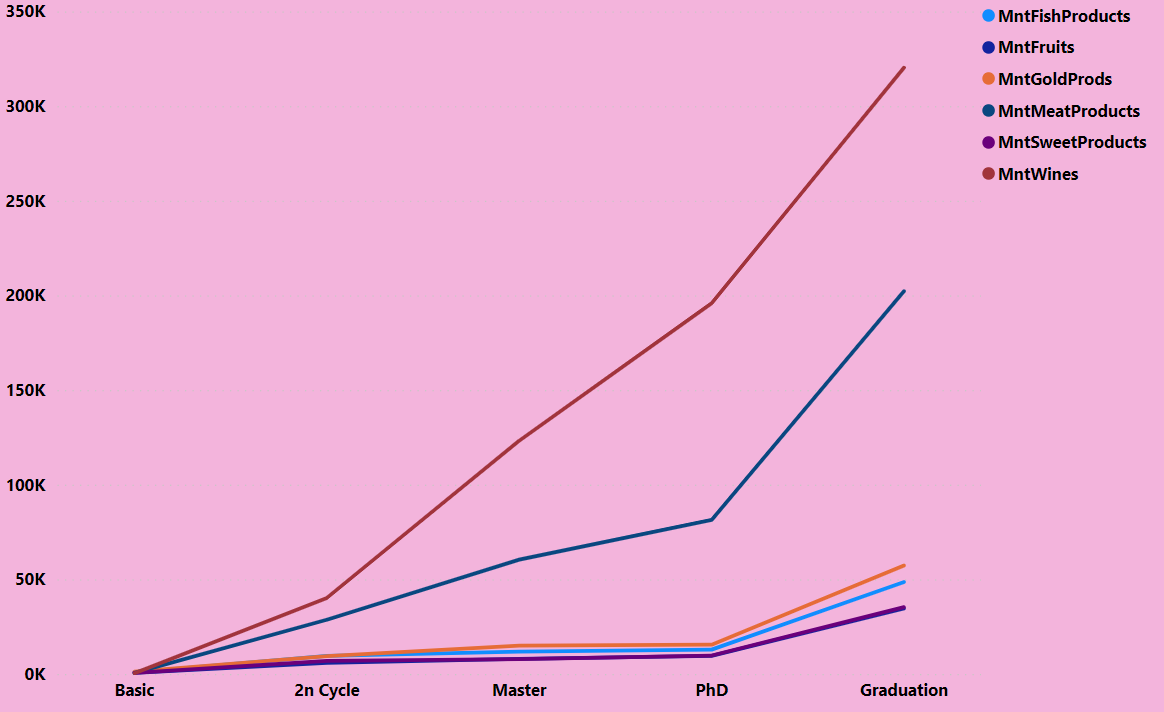 350K
300K
250K
200K
150K
100K
50K
0K
Basic 2n Cycle Master PhD Graduation
MntFishProducts
MntFruits
MntGoldProds
MntMeatProducts
MntSweetProducts
MntWines